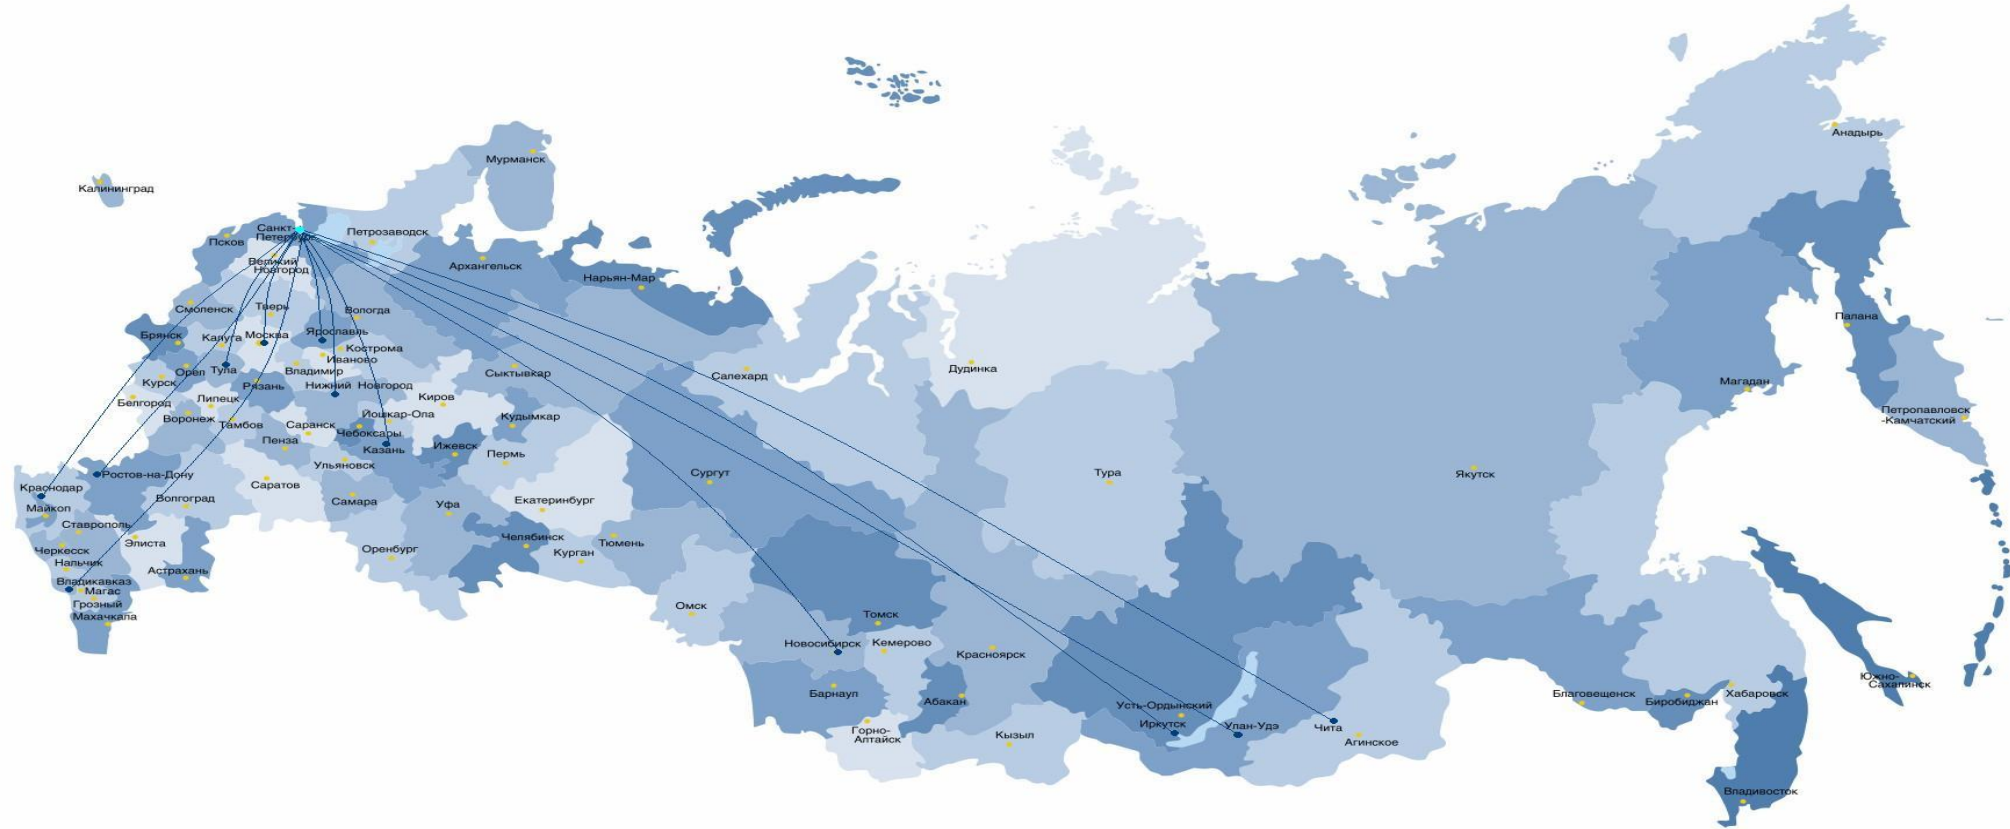 Анадырь
Мурманск
Калининград
Санкт-
Петербург
Петрозаводск
Псков
Великий
Новгород
Архангельск
Нарьян-Мар
Смоленск
Тверь
Вологда
Палана
Брянск
Калуга
Москва
Ярославль
Кострома
Иваново
Орёл
Тула
Владимир
Сыктывкар
Салехард
Дудинка
Магадан
Курск
Рязань
Нижний Новгород
Киров
Белгород
Липецк
Йошкар-Ола
Кудымкар
Петропавловск
-Камчатский
Воронеж
Тамбов
Саранск
Чебоксары
Пенза
Казань
Ижевск
Пермь
Ульяновск
Ростов-на-Дону
Сургут
Тура
Якутск
Краснодар
Саратов
Волгоград
Самара
Уфа
Екатеринбург
Майкоп
Ставрополь
Элиста
Челябинск
Тюмень
Черкесск
Оренбург
Курган
Нальчик
Астрахань
Владикавказ
Магас
Грозный
Махачкала
Омск
Томск
Новосибирск
Кемерово
Красноярск
Южно-
Сахалинск
Барнаул
Абакан
Усть-Ордынский
Благовещенск
Биробиджан
Хабаровск
Иркутск
Улан-Удэ
Чита
Горно-
Алтайск
Кызыл
Агинское
Владивосток